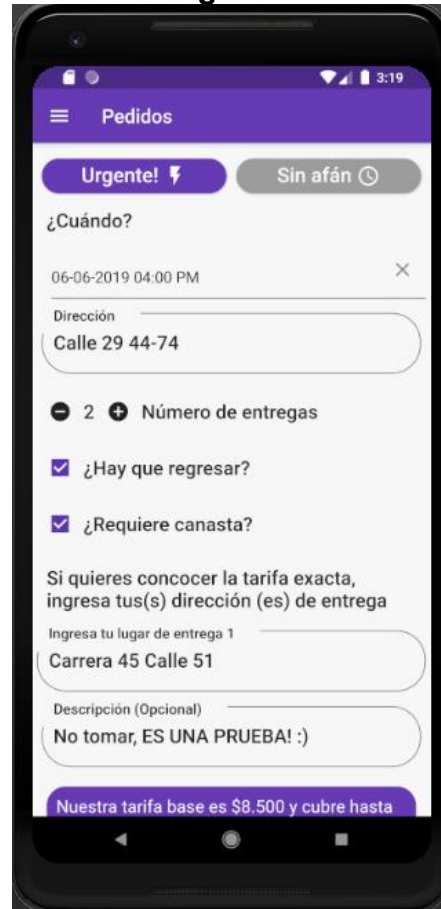 3:19
Pedidos
Urgente! Sin afán
¿Cuándo?
06-06-2019 04:00 PM
Dirección
Calle 29 44-74
2 Número de entregas
¿Hay que regresar?
¿Requiere canasta?
Si quieres concocer la tarifa exacta,
ingresa tus(s) dirección (es) de entrega
Ingresa tu lugar de entrega 1
Carrera 45 Calle 51
Descripción (Opcional)
No tomar, ES UNA PRUEBA! :)
Nuestra tarifa base es $8.500 y cubre hasta